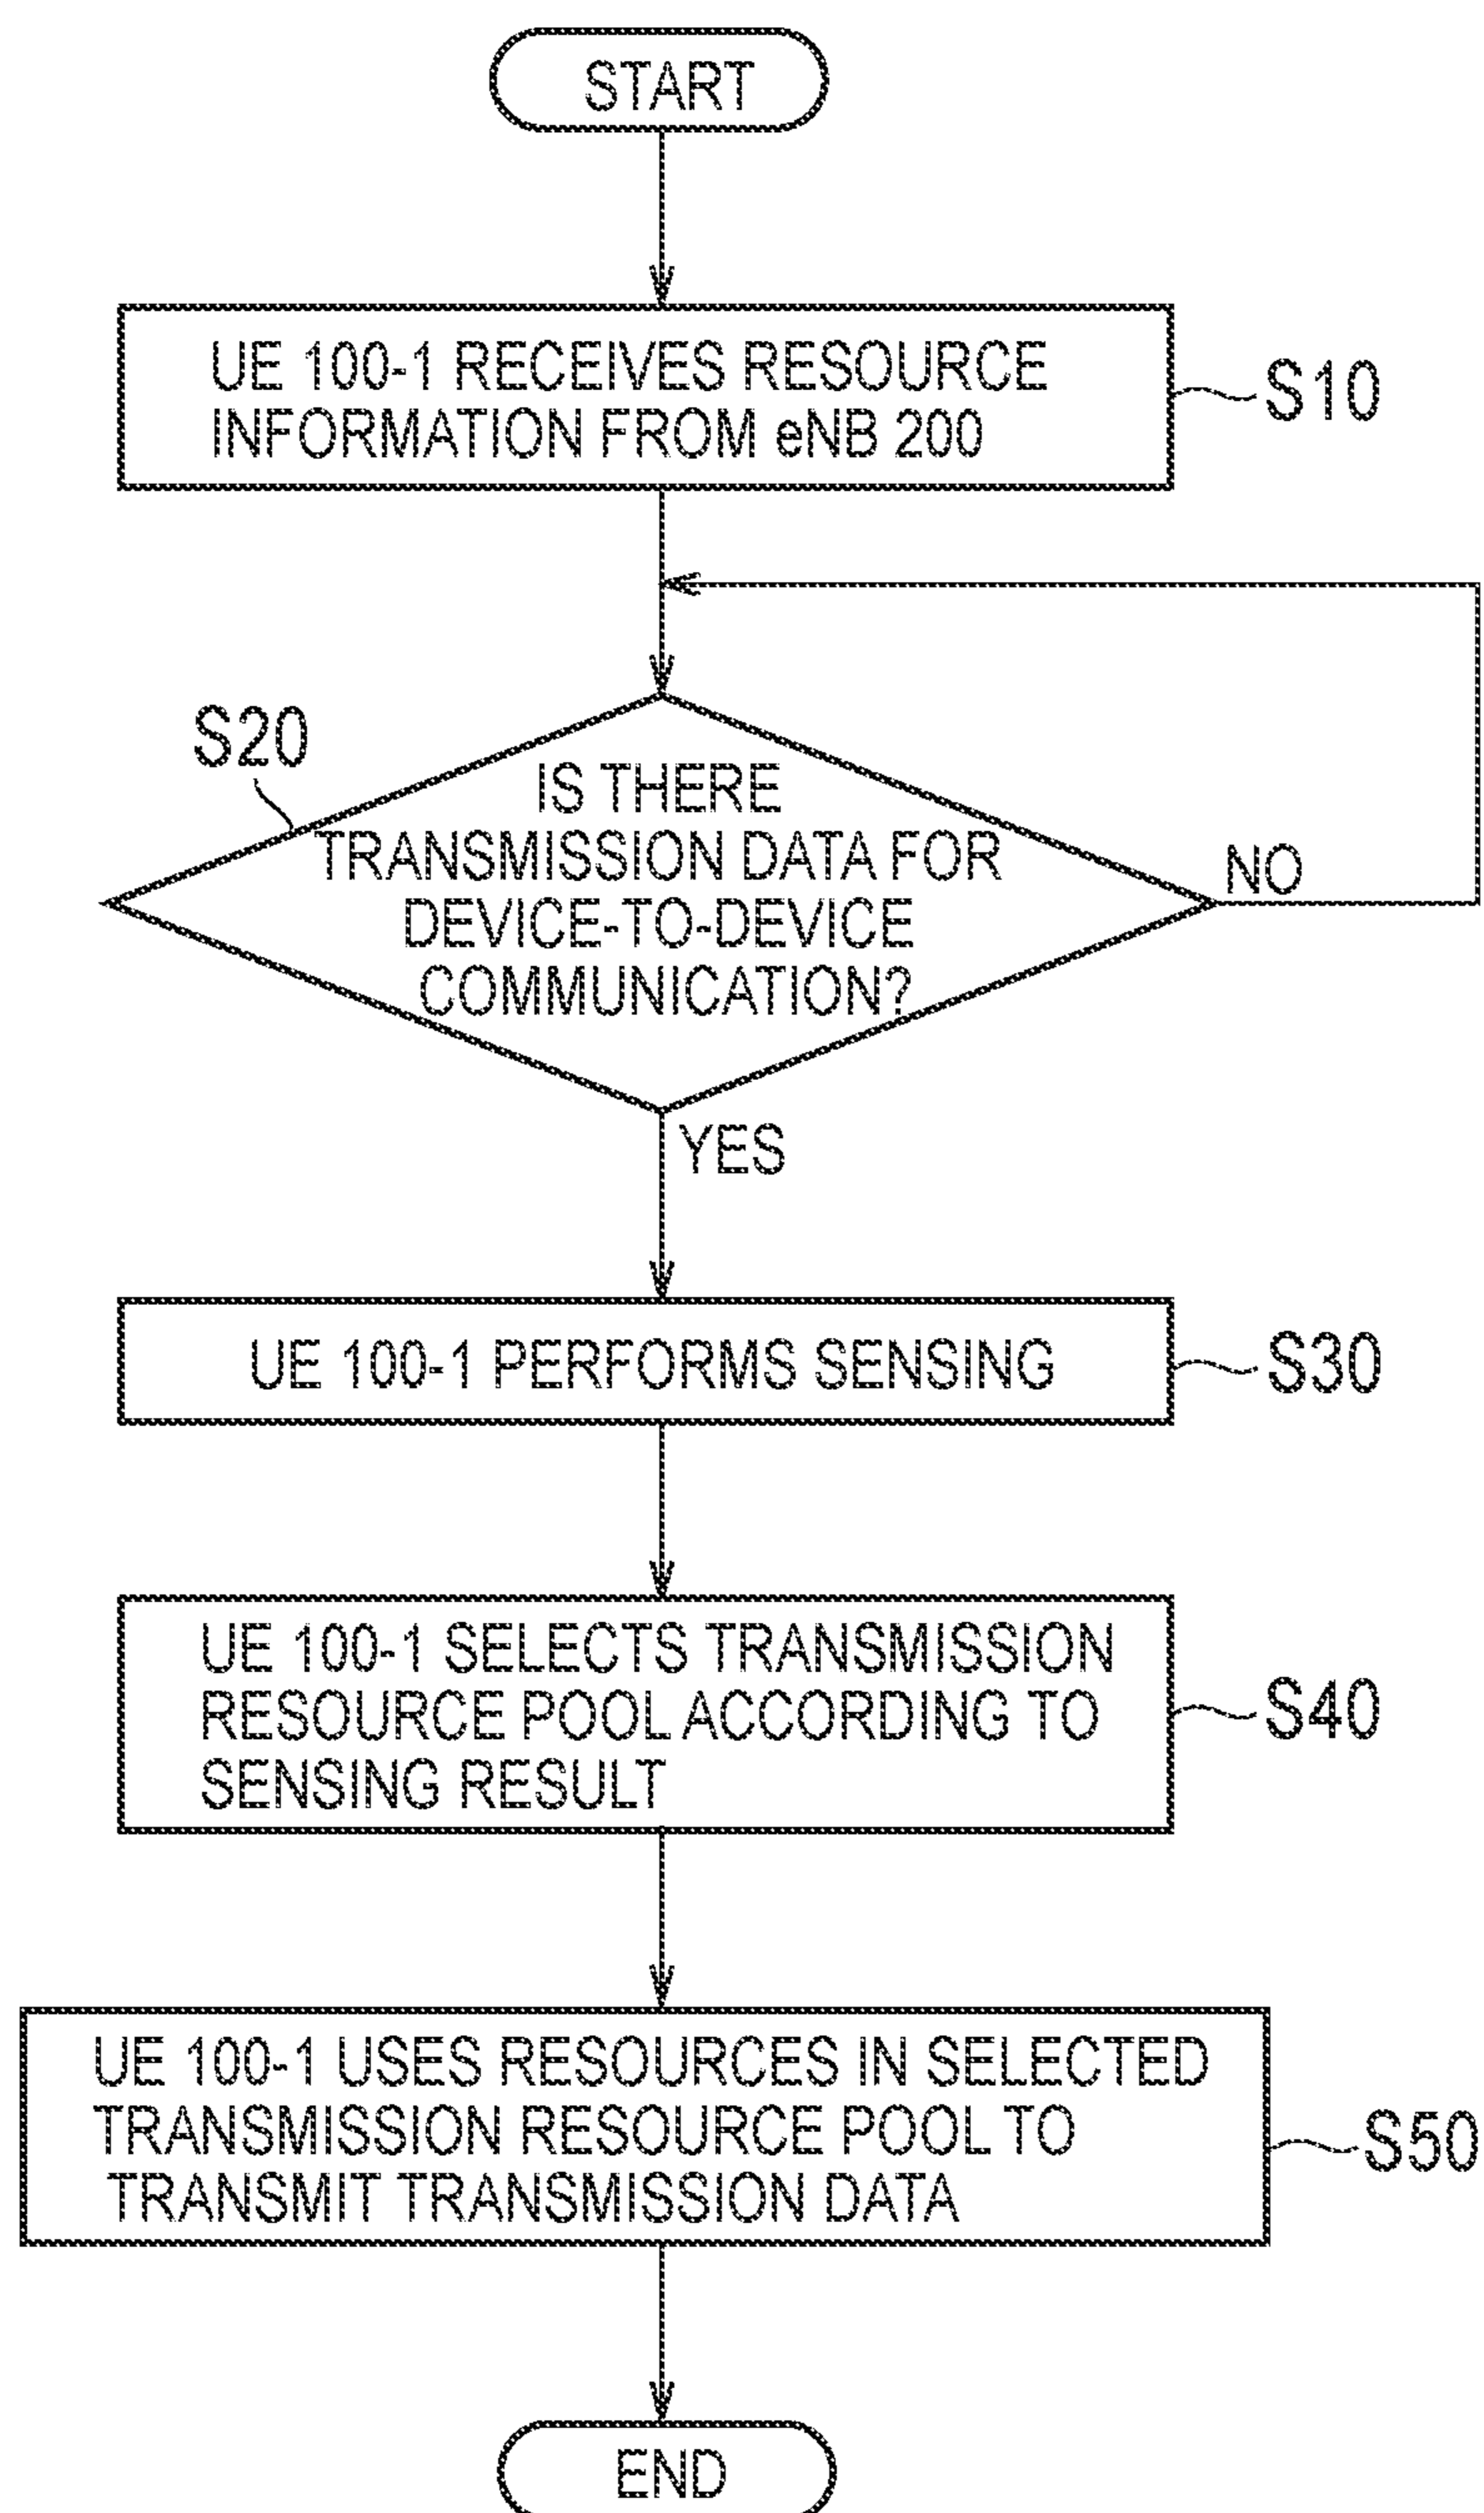 START
UE 100-1 RECEIVES RESOURCE
INFORMATION FROM eNB 200
S10
S20
IS THERE
TRANSMISSION DATA FOR
DEVICE-TO-DEVICE
COMMUNICATION?
NO
YES
UE 100-1 PERFORMS SENSING
S30
UE 100-1 SELECTS TRANSMISSION
RESOURCE POOL ACCORDING TO
SENSING RESULT
S40
UE 100-1 USES RESOURCES IN SELECTED
TRANSMISSION RESOURCE POOL TO
TRANSMIT TRANSMISSION DATA
S50
END